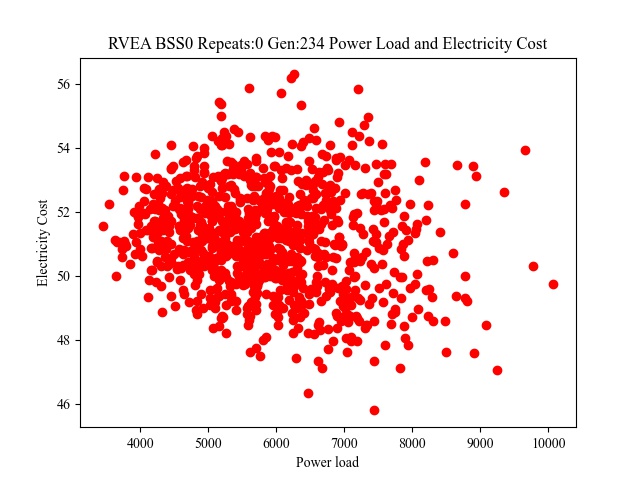 RVEA BSS0 Repeats:0 Gen:234 Power Load and Electricity Cost
56
54
52
50
48
46
Electricity Cost
4000 5000 6000 7000 8000 9000 10000
Power load